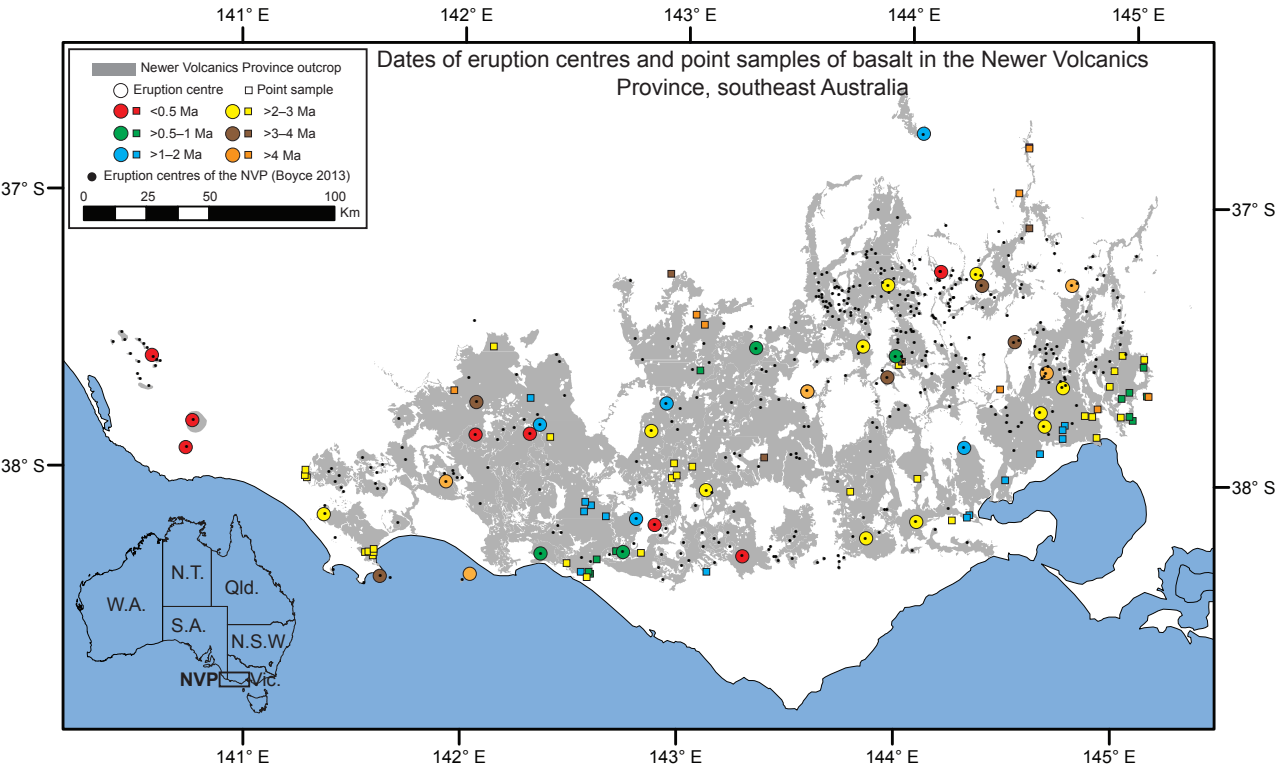 141° E 142° E 143° E 144° E 145° E
Dates of eruption centres and point samples of basalt in the Newer Volcanics
Province, southeast Australia
Newer Volcanics Province outcrop
Eruption centre Point sample
<0.5 Ma >2–3 Ma
>0.5–1 Ma >3–4 Ma
>1–2 Ma >4 Ma
Eruption centres of the NVP (Boyce 2013)
0 25 50 100
Km
37° S
37° S
38° S
38° S
N.T.
Qld.
W.A.
S.A.
N.S.W
NVP Vic.
141° E 142° E 143° E 144° E 145° E